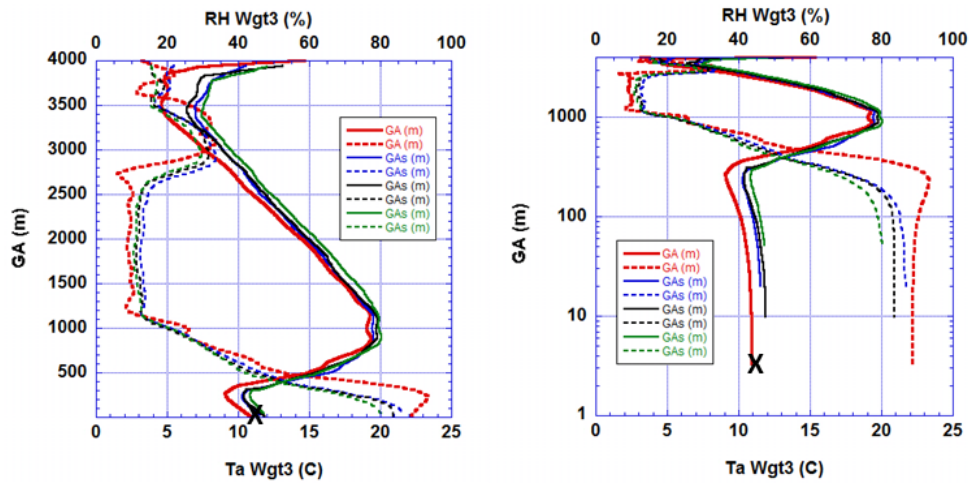 RH Wgt3 (%)
0 20 40 60 80 100
4000
3500
3000
2500
2000
1500
1000
500
GA (m)
GA (m)
GA (m)
GAs (m)
GAs (m)
GAs (m)
GAs (m)
GAs (m)
GAs (m)
X
0 5 10 15 20 25
Ta Wgt3 (C)
RH Wgt3 (%)
0 20 40 60 80 100
1000
100
10
1
GA (m)
GA (m)
GA (m)
GAs (m)
GAs (m)
GAs (m)
GAs (m)
GAs (m)
GAs (m)
X
0 5 10 15 20 25
Ta Wgt3 (C)